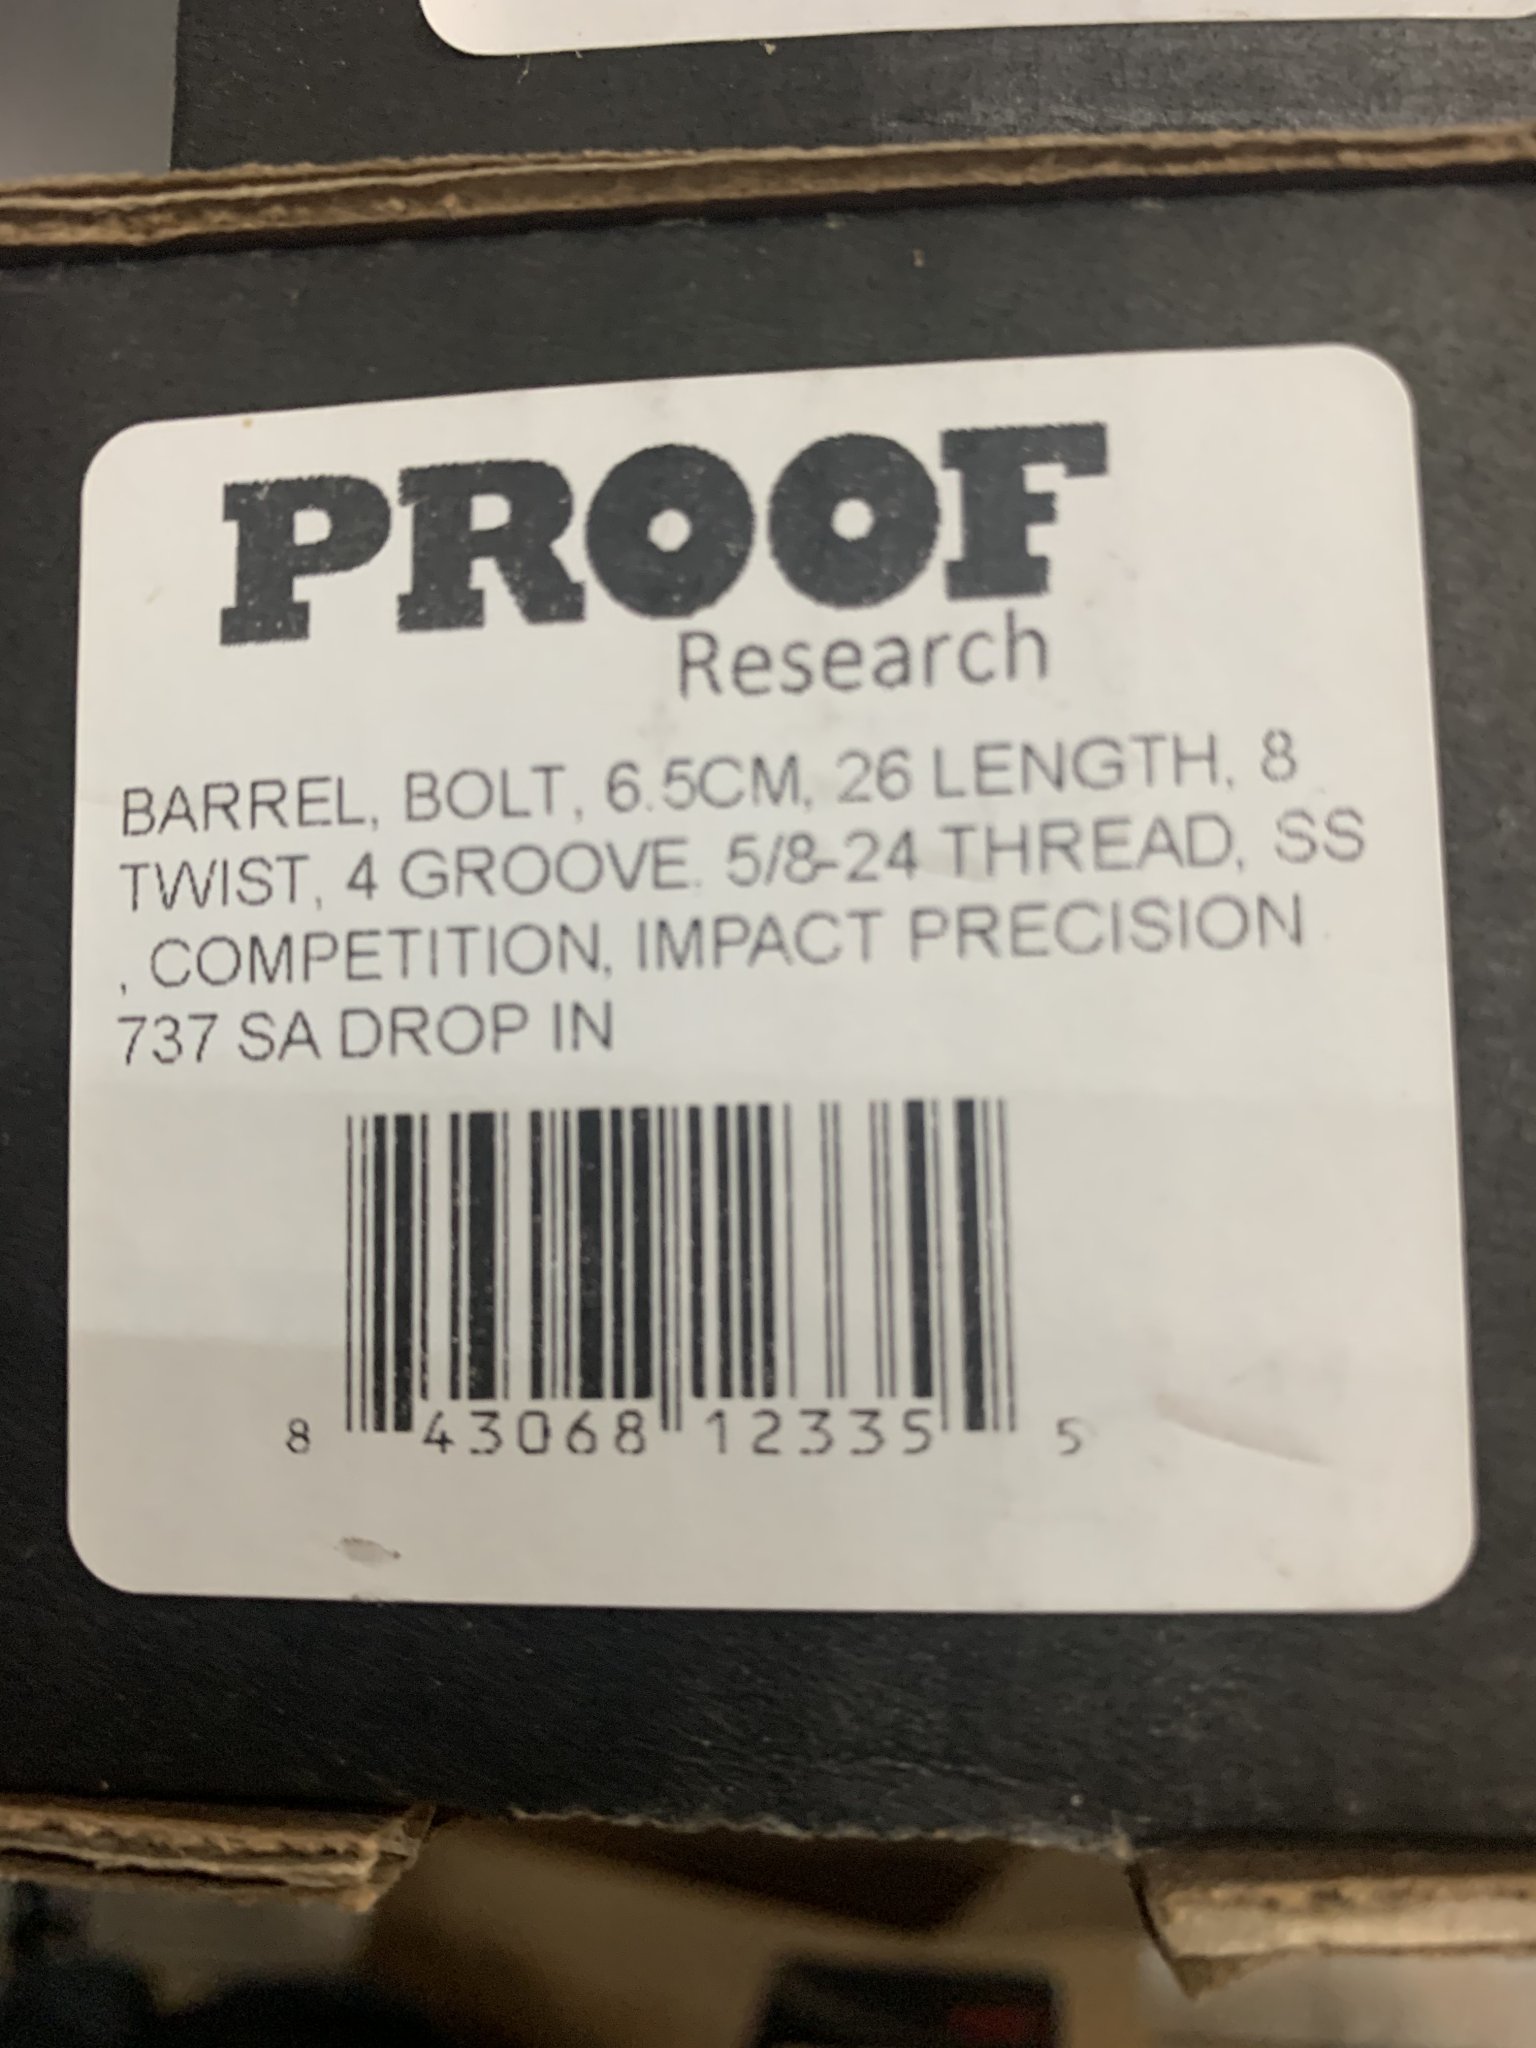 PROOF
Research
BARREL, BOLT, 6.5CM, 26 LENGTH, 8
TWIST, 4 GROOVE. 5/8-24 THREAD, SS
, COMPETITION, IMPACT PRECISION
737 SA DROP IN
8 43068 12335 5